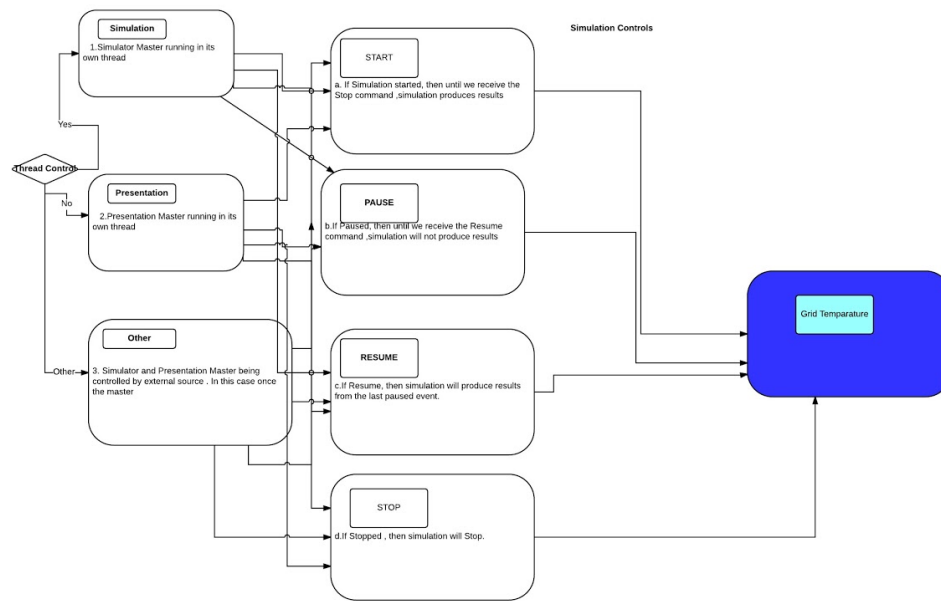 Simulation Controls
Simulation
1.Simulator Master running in its
own thread
Yes
Thread Control
No
Other
Presentation
2.Presentation Master running in its
own thread
Other
3. Simulator and Presentation Master being
controlled by external source . In this case once
the master
START
a. If Simulation started, then until we receive the
Stop command ,simulation produces results
PAUSE
b.If Paused, then until we receive the Resume
command ,simulation will not produce results
RESUME
c.If Resume, then simulation will produce results
from the last paused event.
STOP
d.If Stopped , then simulation will Stop.
Grid Temparature